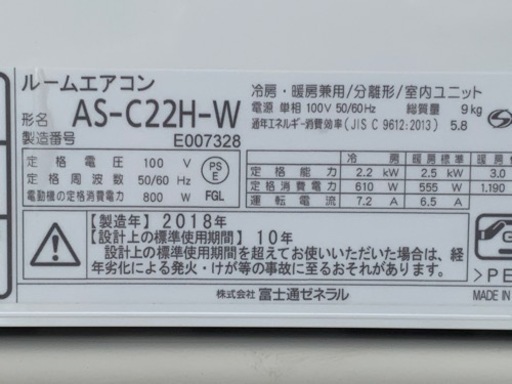 ルームエアコン
形名 AS-C22H-W
製造番号 E007328
冷房・暖房兼用/分離形/室内ユニット
電源 単相100V 50/60Hz 総質量 9kg
通年エネルギー消費効率(JIS C 9612:2013) 5.8
定格電圧 100 V
定格周波数 50/60 Hz
電動機の定格消費電力 800 W
PS
E
FGL
冷房 暖房標準 暖房
定格能力 2.2 kW 2.5 kW 3.0
定格消費電力 610 W 555 W 1,190
運転電流 7.2 A 6.5 A
【製造年】2018年
【設計上の標準使用期間】10年
設計上の標準使用期間を超えてお使いいただいた場合は、経
年劣化による発火・けが等の事故に至るおそれがあります。
>PE
株式会社 富士通ゼネラル
MADE IN